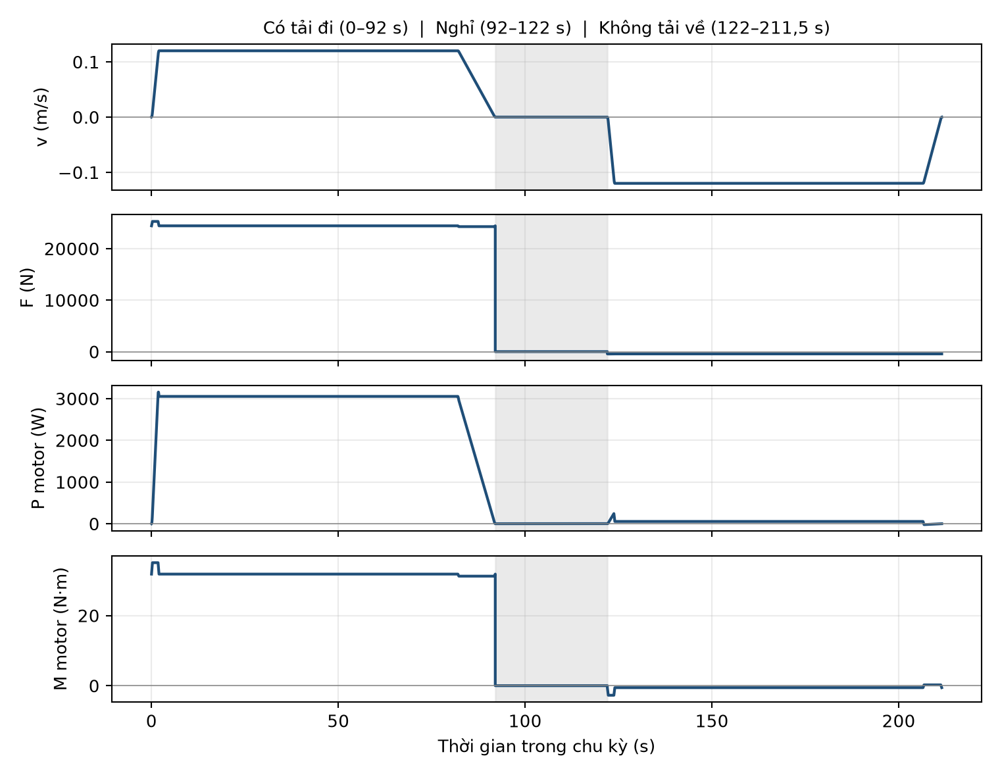 Có tải đi (0–92 s) | Nghỉ (92–122 s) | Không tải về (122–211,5 s)
v (m/s)
0.1
0.0
−0.1
F (N)
20000
10000
0
P motor (W)
3000
2000
1000
0
M motor (N·m)
20
0
0 50 100 150 200
Thời gian trong chu kỳ (s)